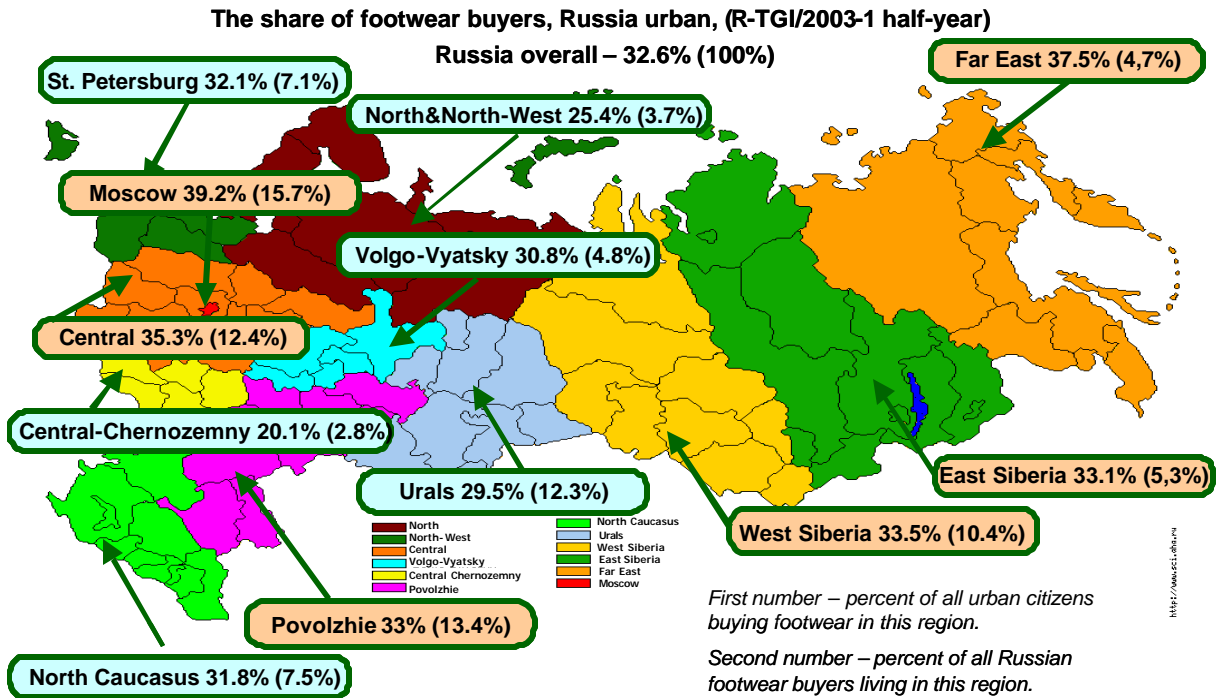 The share of footwear buyers, Russia urban, (R-TGI/2003-1 half-year)
Russia overall – 32.6% (100%)
St. Petersburg 32.1% (7.1%)
Far East 37.5% (4,7%)
North&North-West 25.4% (3.7%)
Moscow 39.2% (15.7%)
Volgo-Vyatsky 30.8% (4.8%)
Central 35.3% (12.4%)
Central-Chernozemny 20.1% (2.8%
Urals 29.5% (12.3%)
East Siberia 33.1% (5,3%)
West Siberia 33.5% (10.4%)
North
North-West
Central
Volgo-Vyatsky
Central Chernozemny
Povolzhie
North Caucasus
Urals
West Siberia
East Siberia
Far East
Moscow
http://www.sci.aha.ru
First number – percent of all urban citizens
buying footwear in this region.
Second number – percent of all Russian
footwear buyers living in this region.
Povolzhie 33% (13.4%)
North Caucasus 31.8% (7.5%)